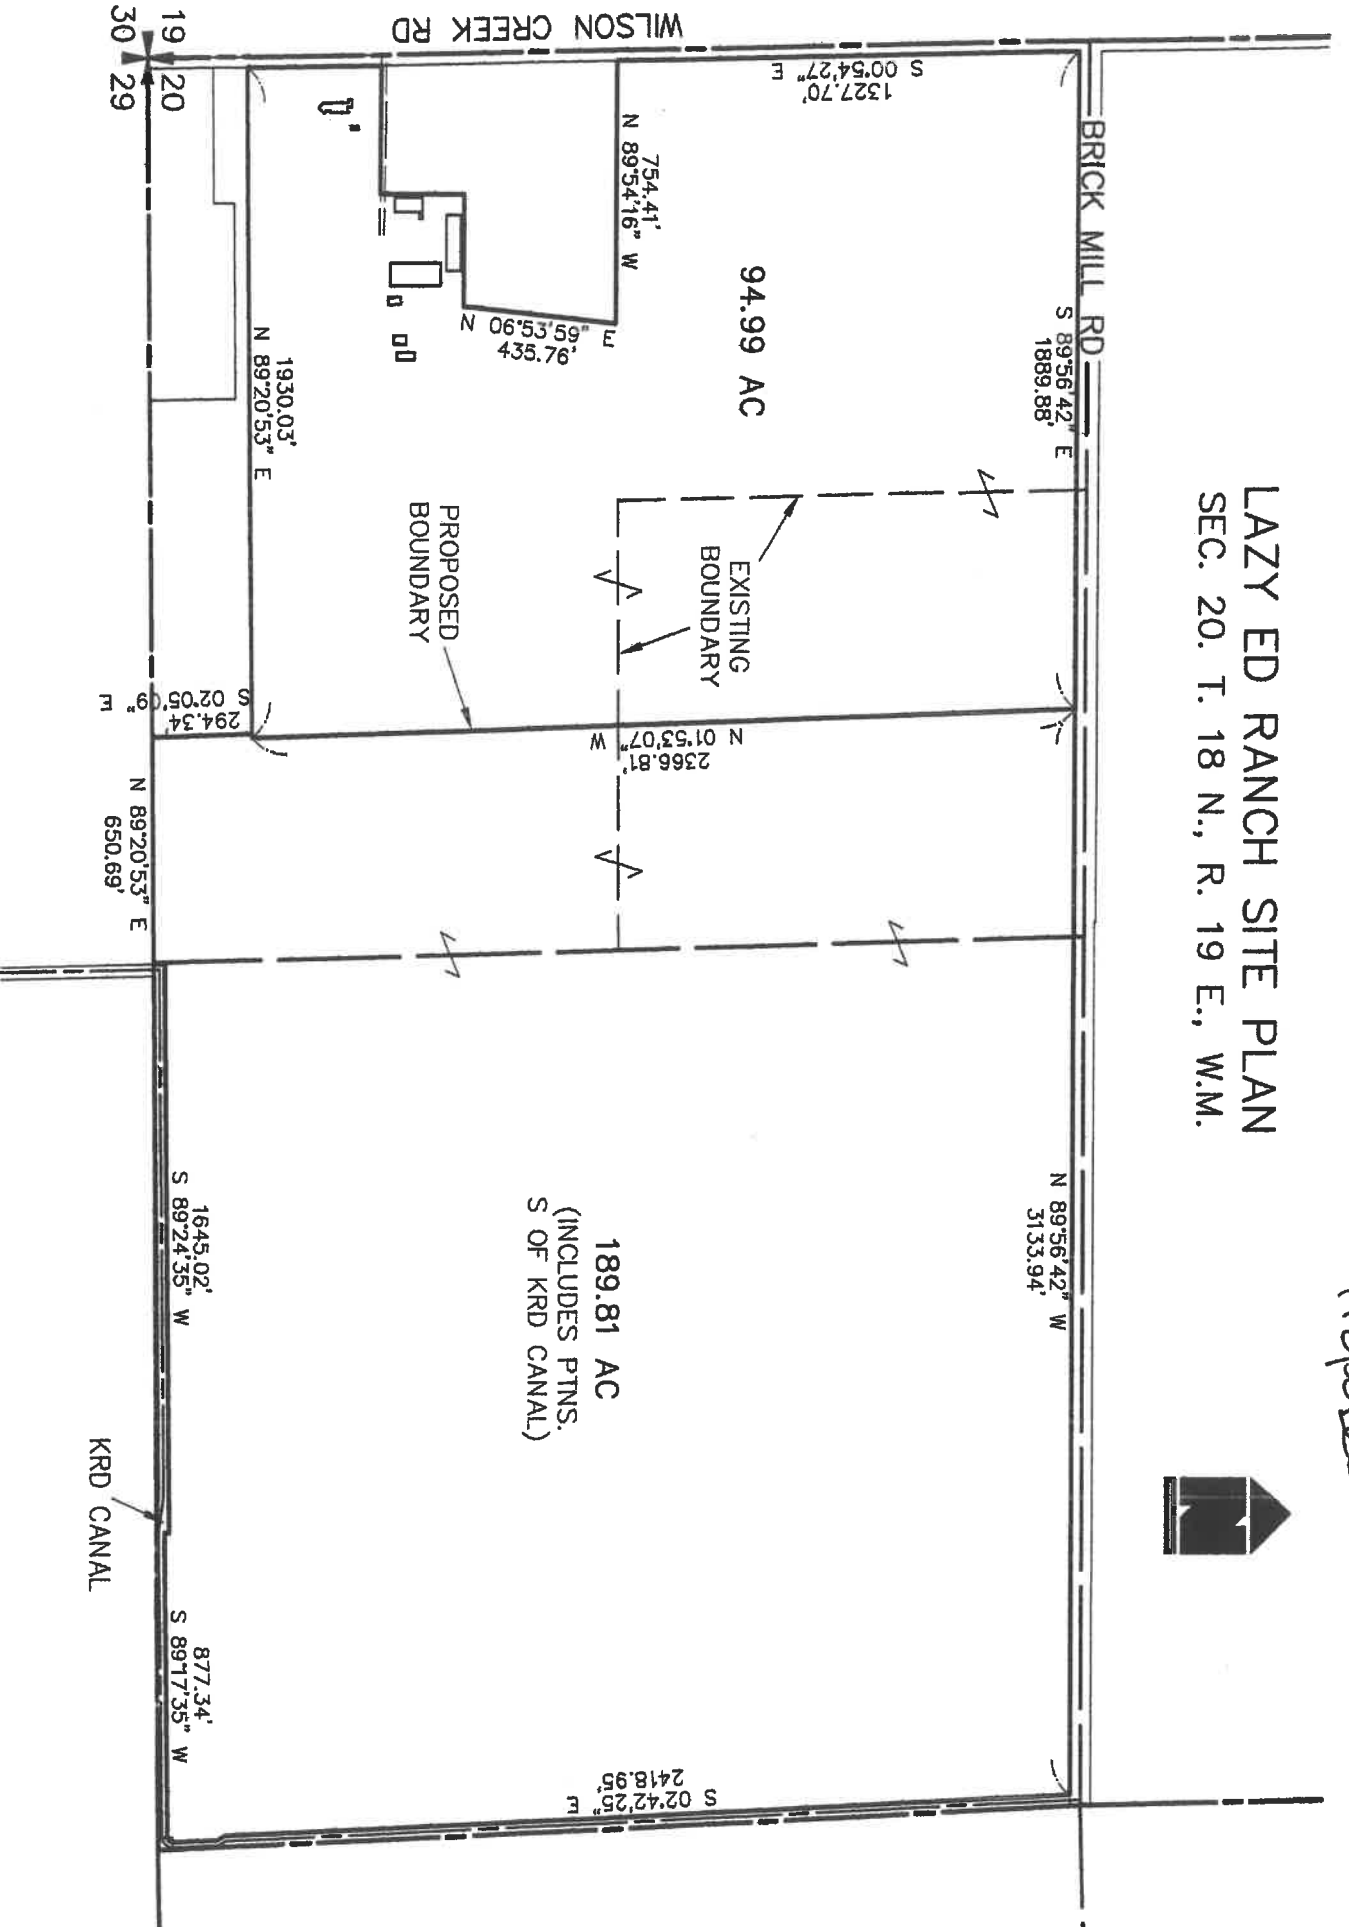 LAZY ED RANCH SITE PLAN
SEC. 20. T. 18 N., R. 19 E., W.M.
BRICK MILL RD
S 89°56'42" E
1889.88'
N 89°56'42" W
3133.94'
WILSON CREEK RD
S 00°54'27" E
1327.70'
94.99 AC
754.41'
N 89°54'16" W
N 06°53'59" E
435.76'
EXISTING
BOUNDARY
PROPOSED
BOUNDARY
N 01°53'07" W
2366.81'
189.81 AC
(INCLUDES PTNS.
S OF KRD CANAL)
S 02°42'25" E
2418.95'
1930.03'
N 89°20'53" E
S 02°05'09" E
294.34'
N 89°20'53" E
650.69'
1645.02'
S 89°24'35" W
877.34'
S 89°17'35" W
KRD CANAL
19 20
30 29